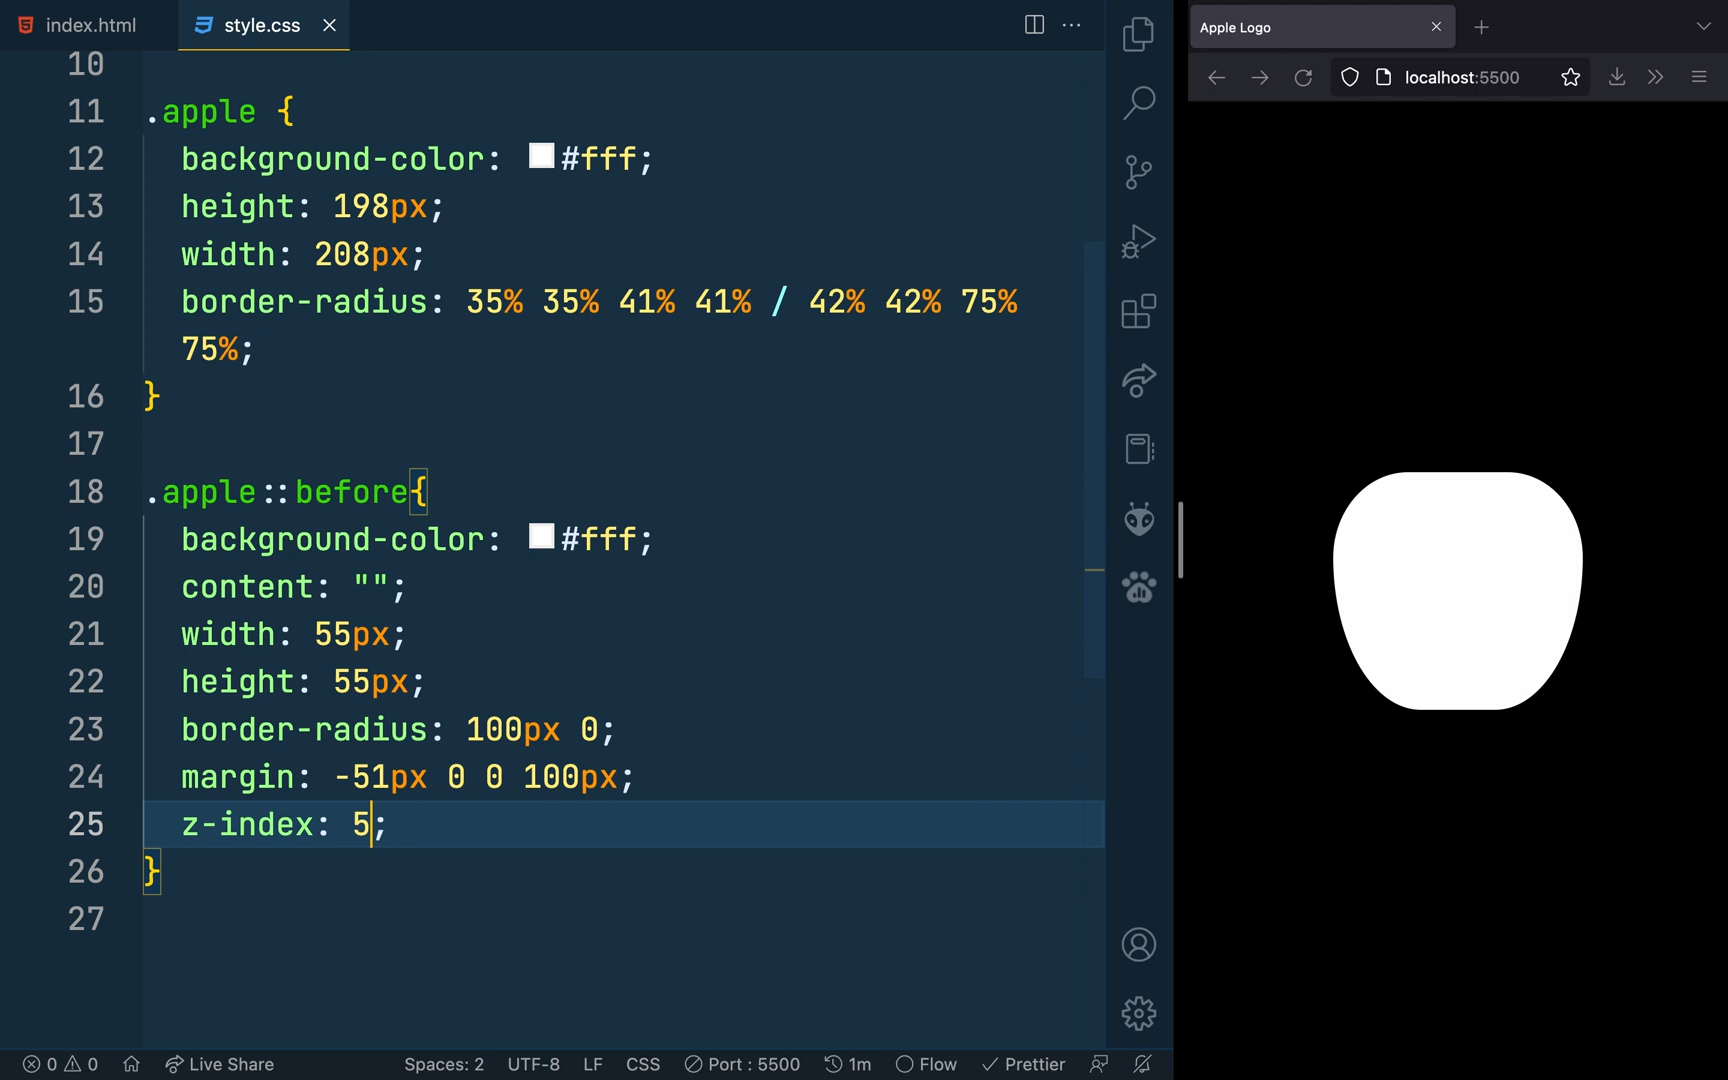 index.html
style.css
Apple Logo
localhost:5500
10
11 .apple {
12 background-color: #fff;
13 height: 198px;
14 width: 208px;
15 border-radius: 35% 35% 41% 41% / 42% 42% 75%
75%;
16 }
17
18 .apple::before{
19 background-color: #fff;
20 content: "";
21 width: 55px;
22 height: 55px;
23 border-radius: 100px 0;
24 margin: -51px 0 0 100px;
25 z-index: 5;
26 }
27
0 0 Live Share Spaces: 2 UTF-8 LF CSS Port : 5500 1m Flow Prettier